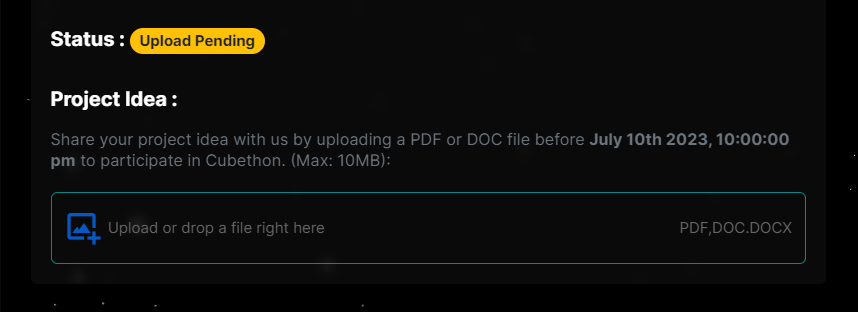 Status : Upload Pending
Project Idea :
Share your project idea with us by uploading a PDF or DOC file before July 10th 2023, 10:00:00
pm to participate in Cubethon. (Max: 10MB):
Upload or drop a file right here PDF,DOC.DOCX